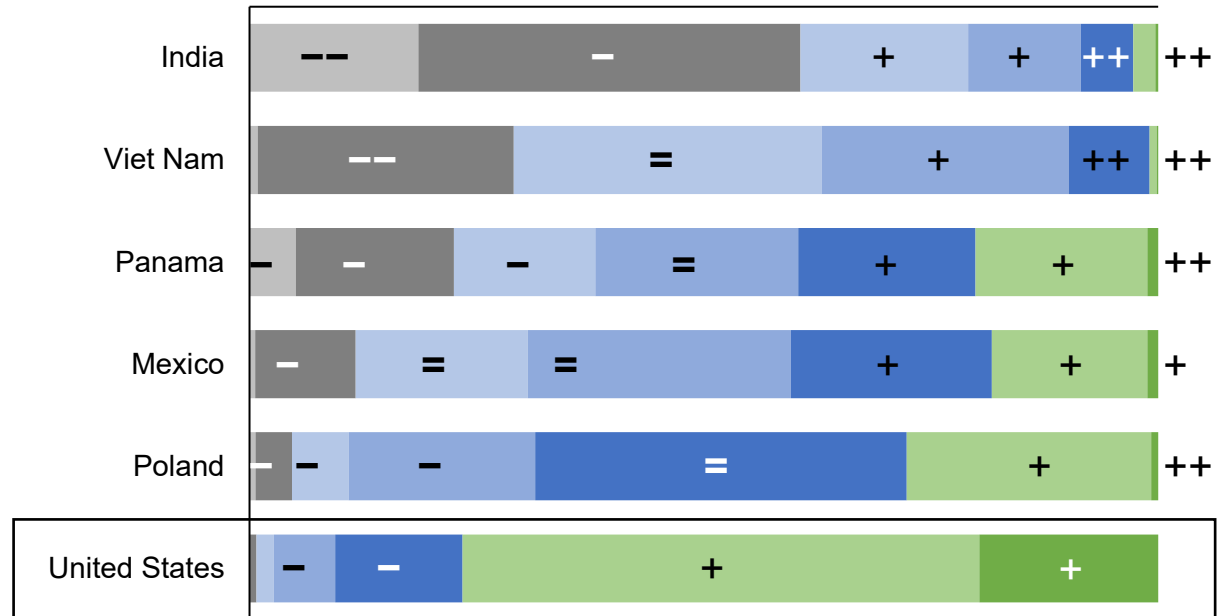 India −− − + + ++ ++
Viet Nam −− = + ++ ++
Panama − − − = + + ++
Mexico − = = + + +
Poland − − − = + ++
United States − − + +